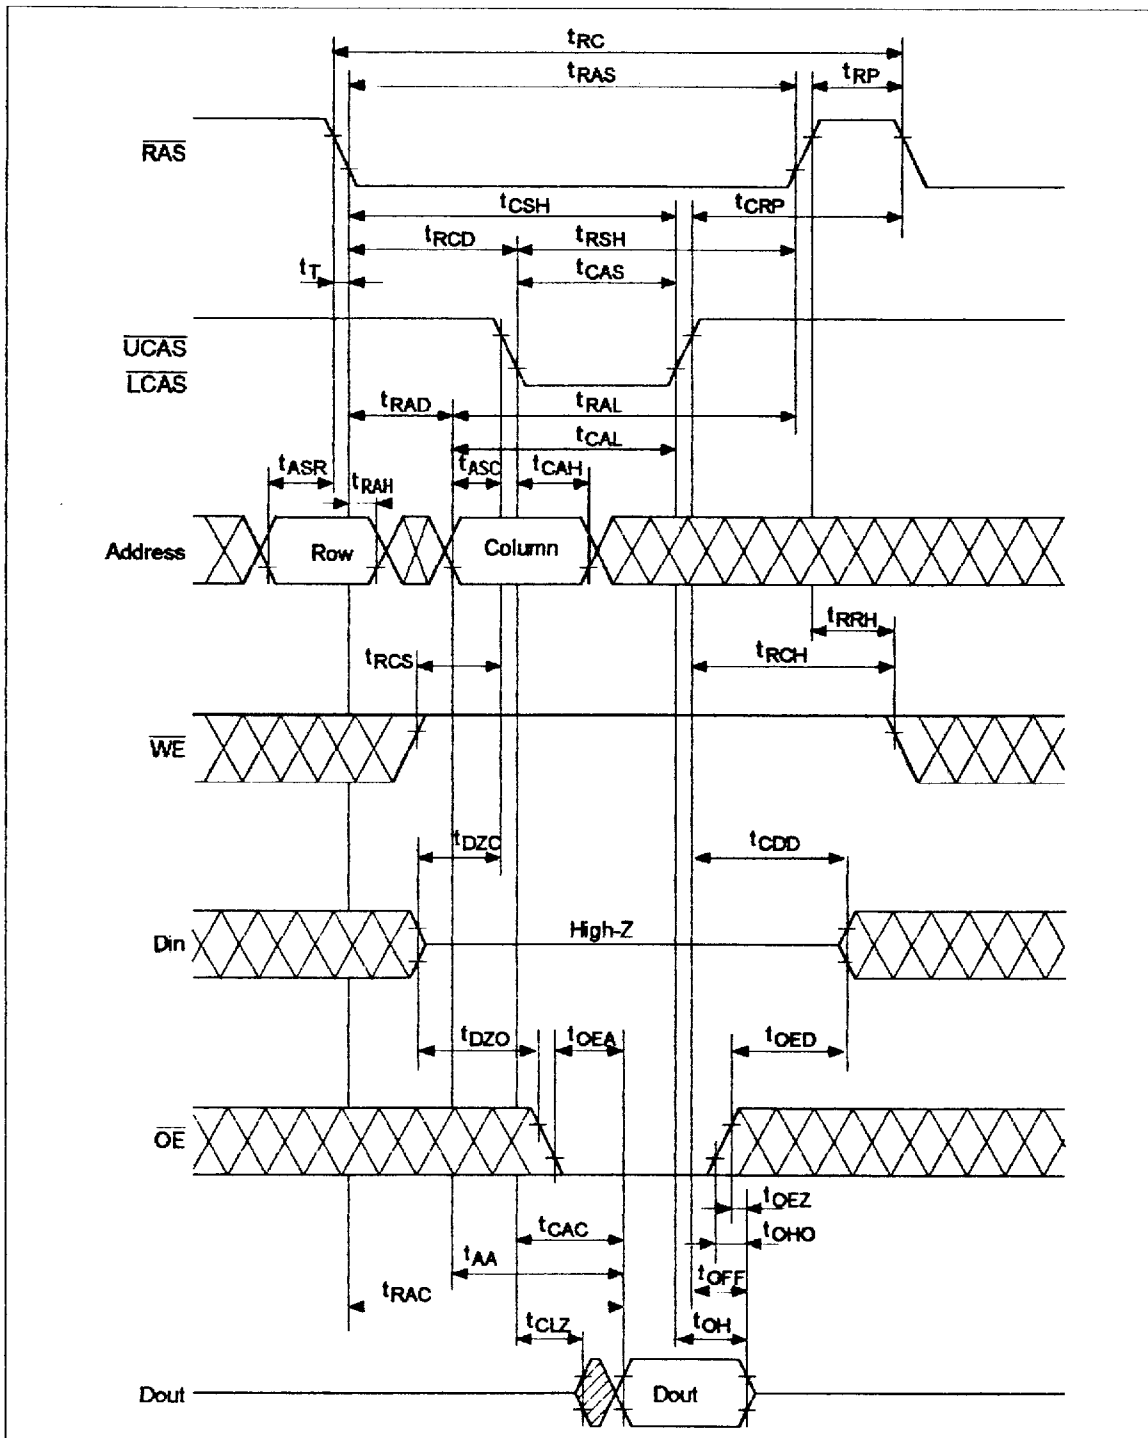 tRC
tRAS
tRP
RAS
tCSH
tCRP
tRCD
tRSH
tT
tCAS
UCAS
LCAS
tRAD
tRAL
tCAL
tASR
tRAH
tASC
tCAH
Address
Row
Column
tRRH
tRCS
tRCH
WE
tDZC
tCDD
Din
High-Z
tDZO
tOEA
tOED
OE
tOEZ
tCAC
tOHO
tAA
tOFF
tRAC
tCLZ
tOH
Dout
Dout